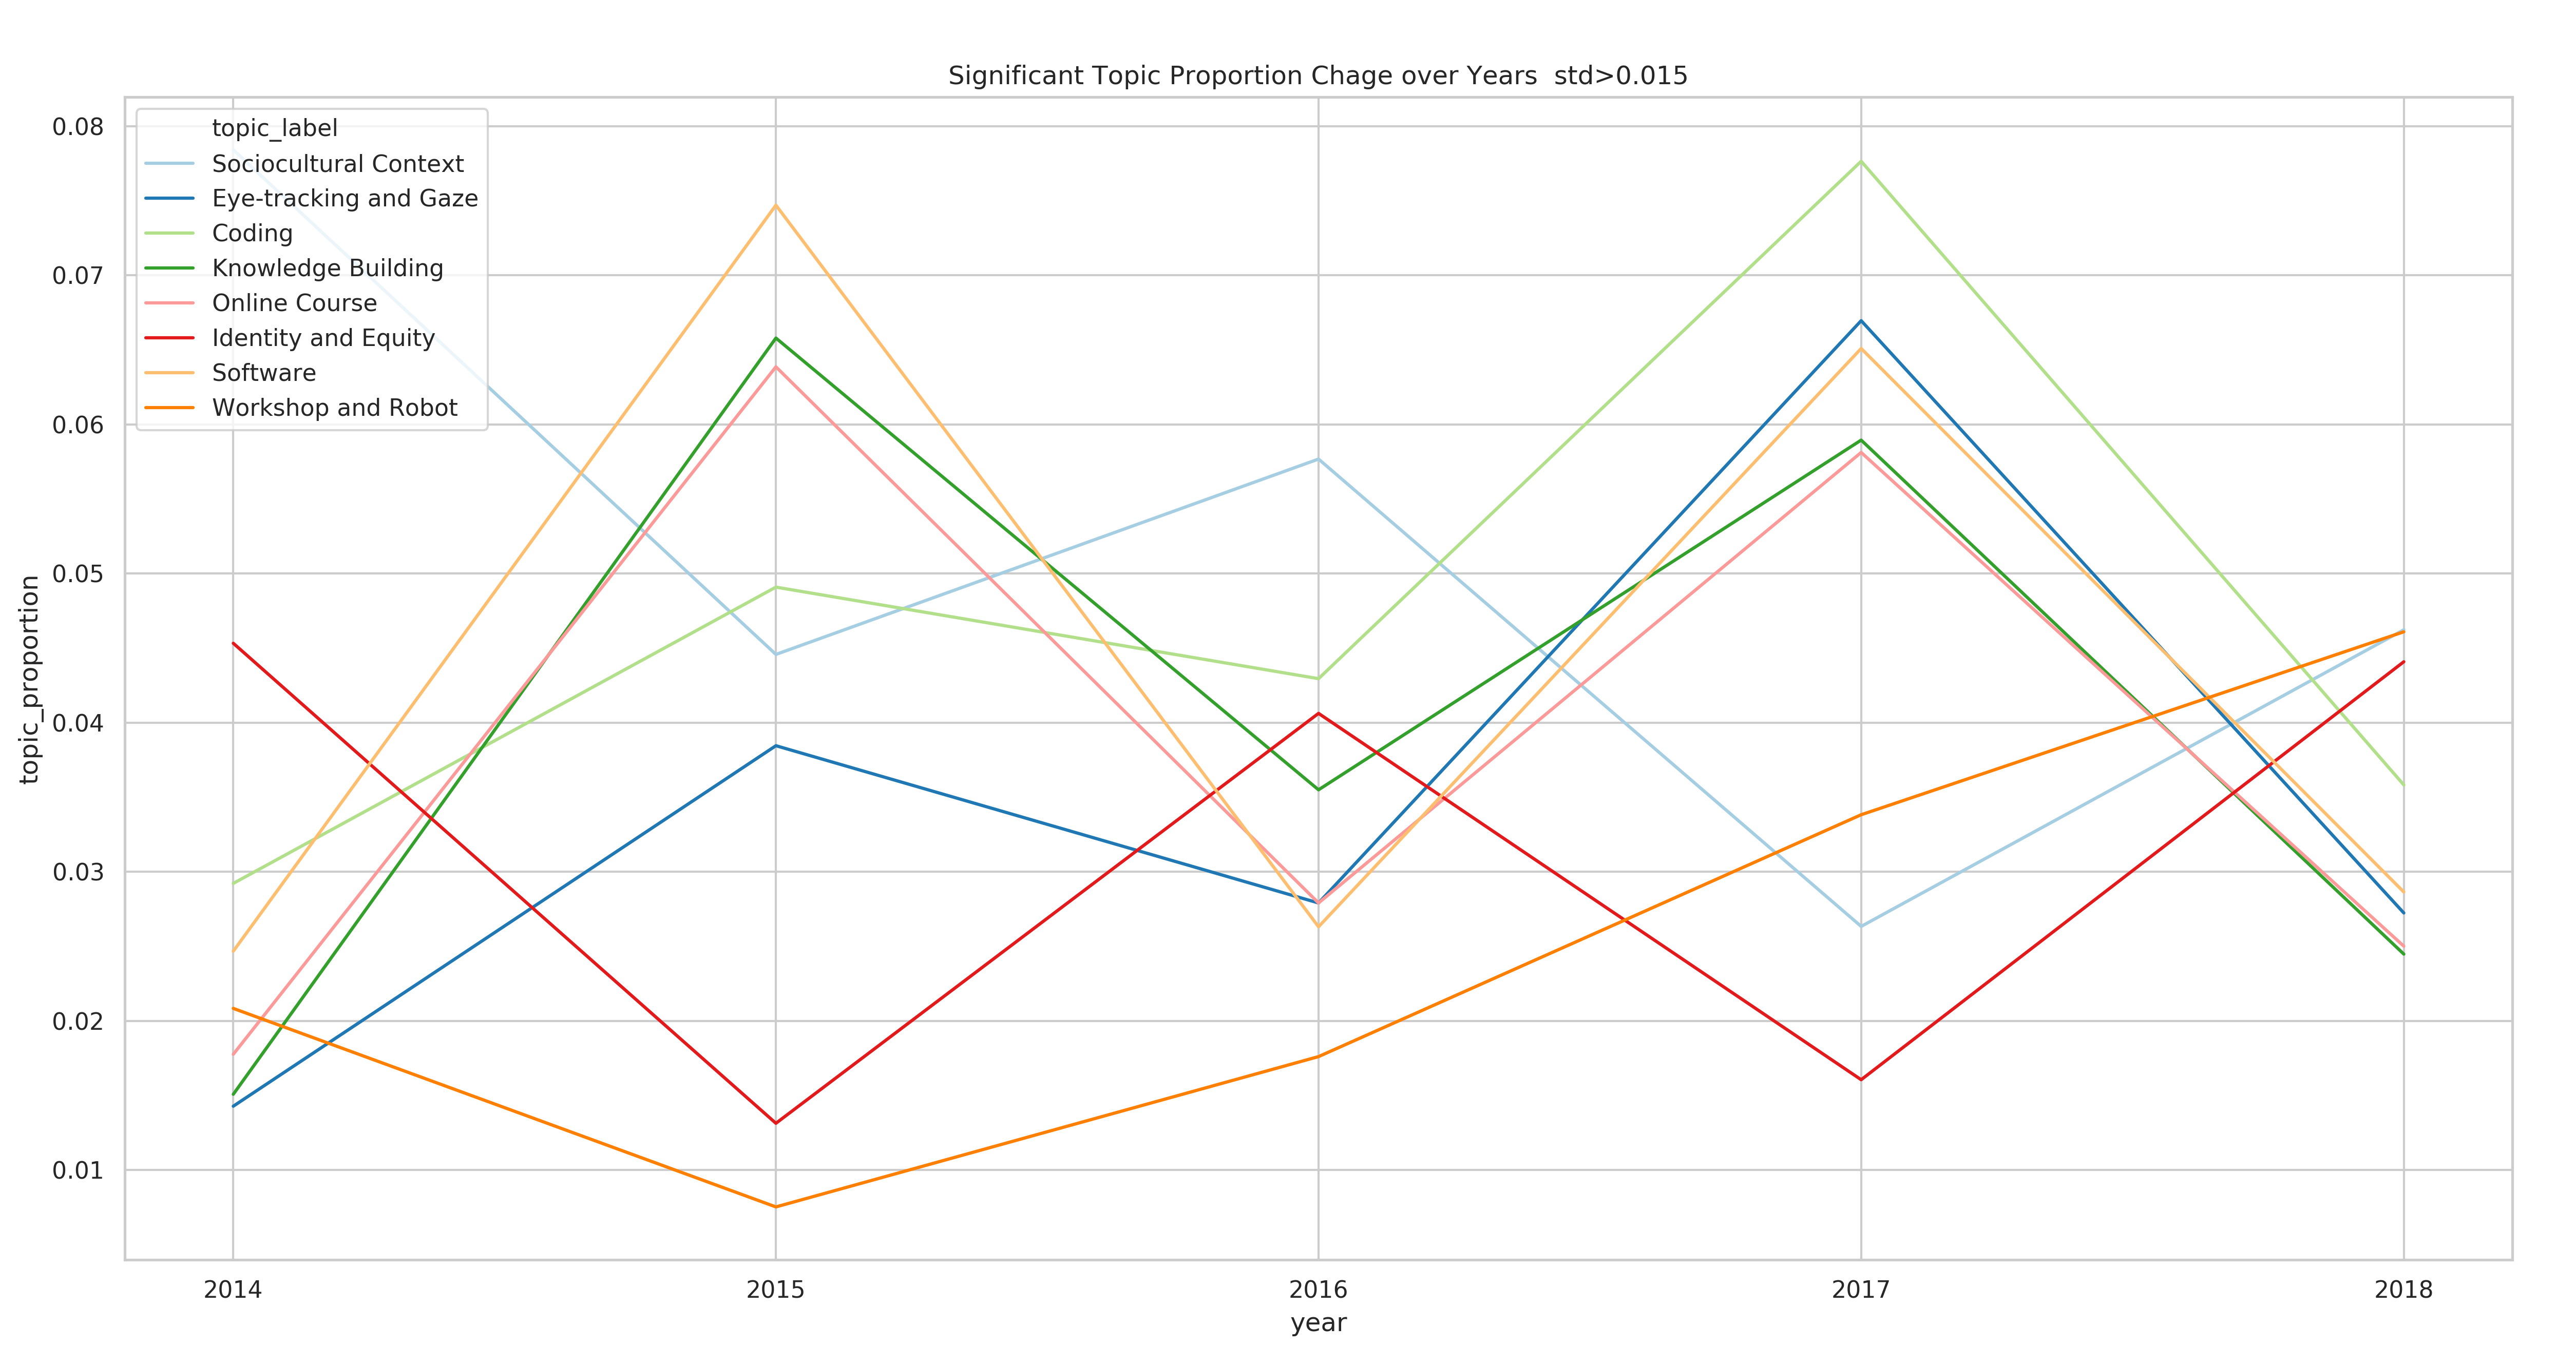 Significant Topic Proportion Chage over Years  std>0.015
topic_label
Sociocultural Context
Eye-tracking and Gaze
Coding
Knowledge Building
Online Course
Identity and Equity
Software
Workshop and Robot
0.08
0.07
0.06
0.05
0.04
0.03
0.02
0.01
topic_proportion
2014 2015 2016 2017 2018
year